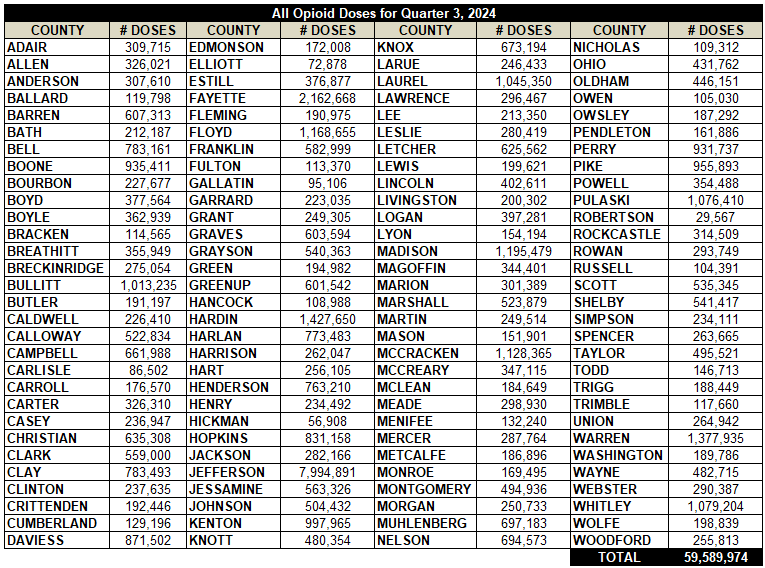 All Opioid Doses for Quarter 3, 2024
COUNTY # DOSES COUNTY # DOSES COUNTY # DOSES COUNTY # DOSES
ADAIR 309,715 EDMONSON 172,008 KNOX 673,194 NICHOLAS 109,312
ALLEN 326,021 ELLIOTT 72,878 LARUE 246,433 OHIO 431,762
ANDERSON 307,610 ESTILL 376,877 LAUREL 1,045,350 OLDHAM 446,151
BALLARD 119,798 FAYETTE 2,162,668 LAWRENCE 296,467 OWEN 105,030
BARREN 607,313 FLEMING 190,975 LEE 213,350 OWSLEY 187,292
BATH 212,187 FLOYD 1,168,655 LESLIE 280,419 PENDLETON 161,886
BELL 783,161 FRANKLIN 582,999 LETCHER 625,562 PERRY 931,737
BOONE 935,411 FULTON 113,370 LEWIS 199,621 PIKE 955,893
BOURBON 227,677 GALLATIN 95,106 LINCOLN 402,611 POWELL 354,488
BOYD 377,564 GARRARD 223,035 LIVINGSTON 200,302 PULASKI 1,076,410
BOYLE 362,939 GRANT 249,305 LOGAN 397,281 ROBERTSON 29,567
BRACKEN 114,565 GRAVES 603,594 LYON 154,194 ROCKCASTLE 314,509
BREATHITT 355,949 GRAYSON 540,363 MADISON 1,195,479 ROWAN 293,749
BRECKINRIDGE 275,054 GREEN 194,982 MAGOFFIN 344,401 RUSSELL 104,391
BULLITT 1,013,235 GREENUP 601,542 MARION 301,389 SCOTT 535,345
BUTLER 191,197 HANCOCK 108,988 MARSHALL 523,879 SHELBY 541,417
CALDWELL 226,410 HARDIN 1,427,650 MARTIN 249,514 SIMPSON 234,111
CALLOWAY 522,834 HARLAN 773,483 MASON 151,901 SPENCER 263,665
CAMPBELL 661,988 HARRISON 262,047 MCCRACKEN 1,128,365 TAYLOR 495,521
CARLISLE 86,502 HART 256,105 MCCREARY 347,115 TODD 146,713
CARROLL 176,570 HENDERSON 763,210 MCLEAN 184,649 TRIGG 188,449
CARTER 326,310 HENRY 234,492 MEADE 298,930 TRIMBLE 117,660
CASEY 236,947 HICKMAN 56,908 MENIFEE 132,240 UNION 264,942
CHRISTIAN 635,308 HOPKINS 831,158 MERCER 287,764 WARREN 1,377,935
CLARK 559,000 JACKSON 282,166 METCALFE 186,896 WASHINGTON 189,786
CLAY 783,493 JEFFERSON 7,994,891 MONROE 169,495 WAYNE 482,715
CLINTON 237,635 JESSAMINE 563,326 MONTGOMERY 494,936 WEBSTER 290,387
CRITTENDEN 192,446 JOHNSON 504,432 MORGAN 250,733 WHITLEY 1,079,204
CUMBERLAND 129,196 KENTON 997,965 MUHLENBERG 697,183 WOLFE 198,839
DAVIESS 871,502 KNOTT 480,354 NELSON 694,573 WOODFORD 255,813
TOTAL 59,589,974